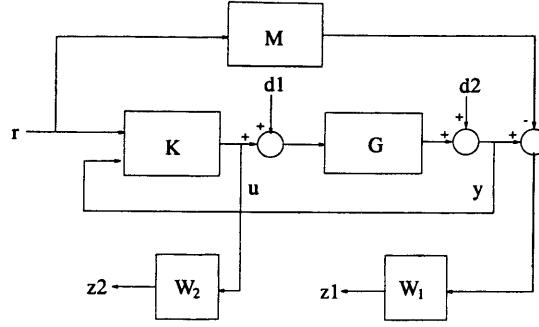 M
d1
d2
+
+
-
r
K
+
G
+
+
u
y
z2
W₂
z1
W₁